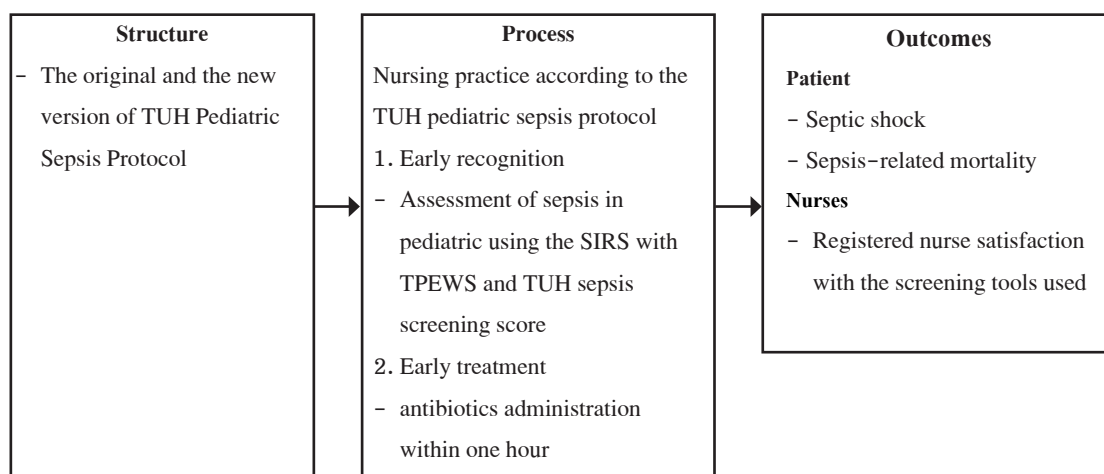 Structure
– The original and the new
version of TUH Pediatric
Sepsis Protocol
Process
Nursing practice according to the
TUH pediatric sepsis protocol
1. Early recognition
– Assessment of sepsis in
pediatric using the SIRS with
TPEWS and TUH sepsis
screening score
2. Early treatment
– antibiotics administration
within one hour
Outcomes
Patient
– Septic shock
– Sepsis-related mortality
Nurses
– Registered nurse satisfaction
with the screening tools used